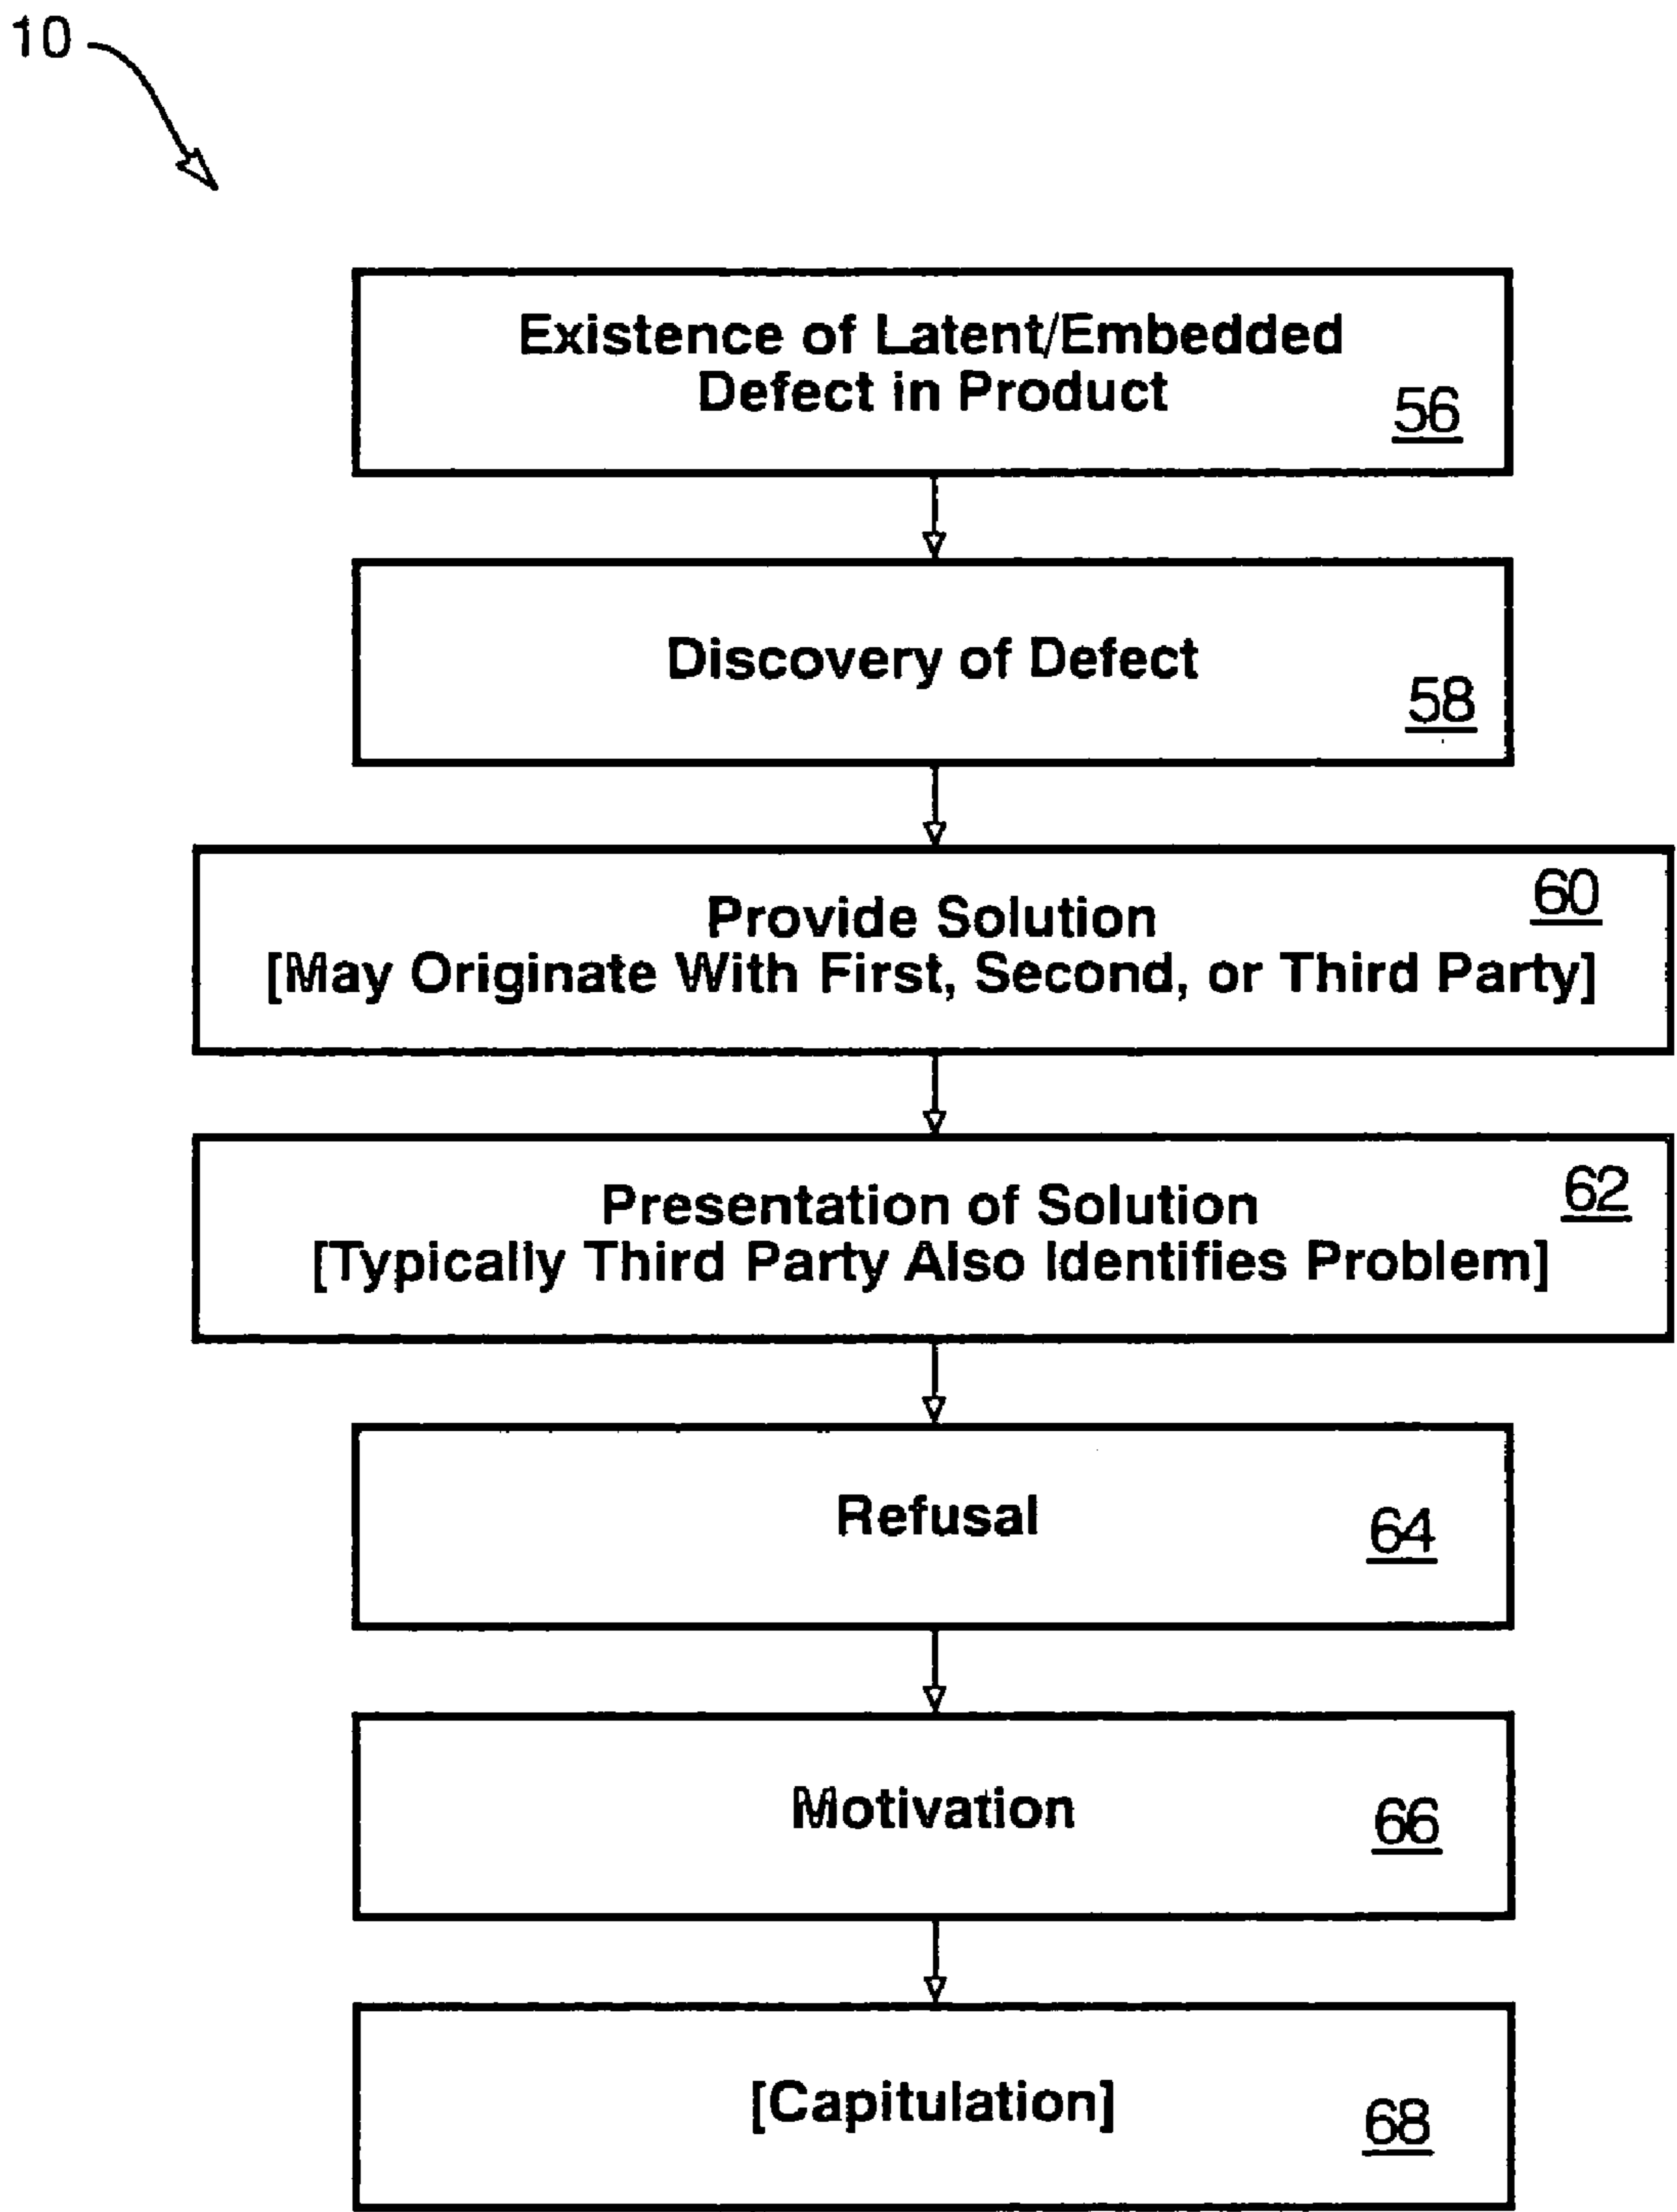 10
Existence of Latent/Embedded
Defect in Product
56
Discovery of Defect
58
60
Provide Solution
[May Originate With First, Second, or Third Party]
62
Presentation of Solution
[Typically Third Party Also Identifies Problem]
Refusal
64
Motivation
66
[Capitulation]
68